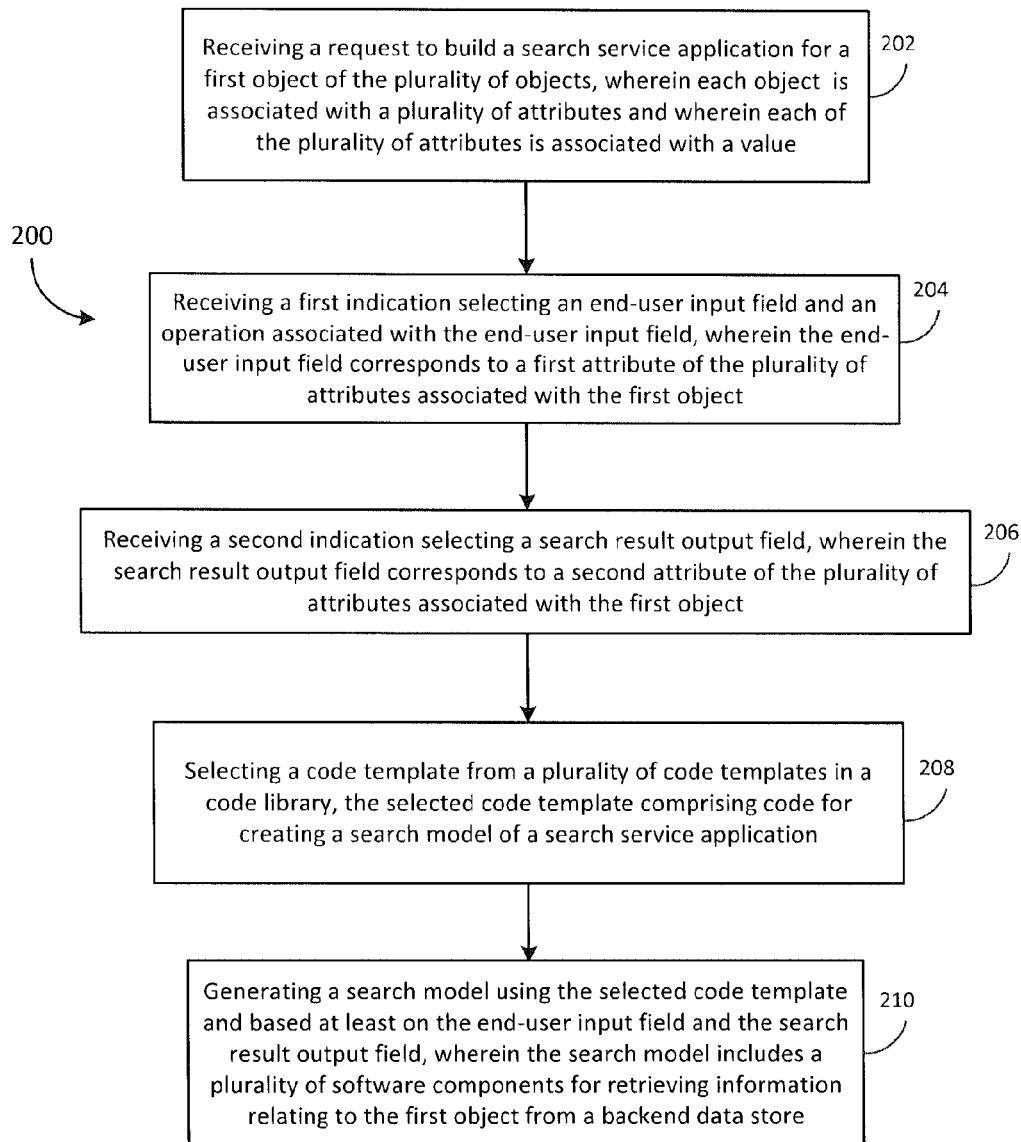 Receiving a request to build a search service application for a
first object of the plurality of objects, wherein each object is
associated with a plurality of attributes and wherein each of
the plurality of attributes is associated with a value
202
200
Receiving a first indication selecting an end-user input field and an
operation associated with the end-user input field, wherein the end-
user input field corresponds to a first attribute of the plurality of
attributes associated with the first object
204
Receiving a second indication selecting a search result output field, wherein the
search result output field corresponds to a second attribute of the plurality of
attributes associated with the first object
206
Selecting a code template from a plurality of code templates in a
code library, the selected code template comprising code for
creating a search model of a search service application
208
Generating a search model using the selected code template
and based at least on the end-user input field and the search
result output field, wherein the search model includes a
plurality of software components for retrieving information
relating to the first object from a backend data store
210